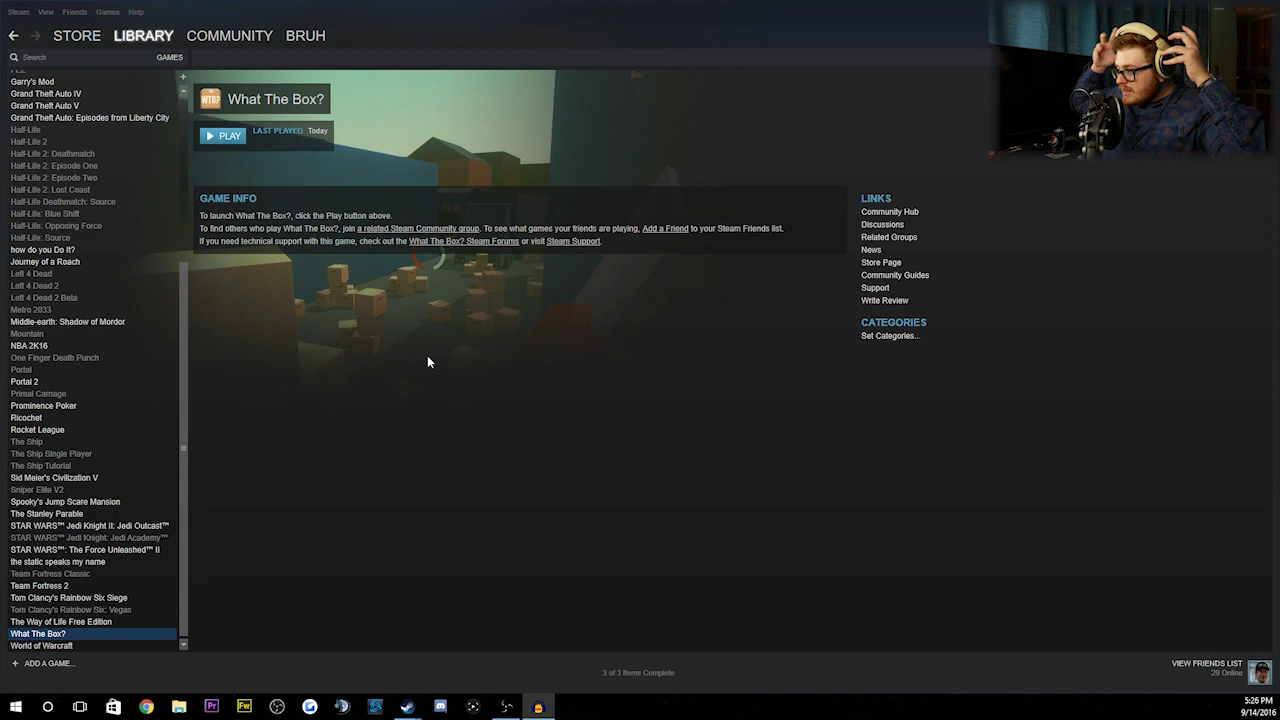 Steam View Friends Games Help
STORE LIBRARY COMMUNITY BRUH
Search GAMES
Garry's Mod
Grand Theft Auto IV
Grand Theft Auto V
Grand Theft Auto: Episodes from Liberty City
Half-Life
Half-Life 2
Half-Life 2: Deathmatch
Half-Life 2: Episode One
Half-Life 2: Episode Two
Half-Life 2: Lost Coast
Half-Life Deathmatch: Source
Half-Life: Blue Shift
Half-Life: Opposing Force
Half-Life: Source
how do you Do It?
Journey of a Roach
Left 4 Dead
Left 4 Dead 2
Left 4 Dead 2 Beta
Metro 2033
Middle-earth: Shadow of Mordor
Mountain
NBA 2K16
One Finger Death Punch
Portal
Portal 2
Primal Carnage
Prominence Poker
Ricochet
Rocket League
The Ship
The Ship Single Player
The Ship Tutorial
Sid Meier's Civilization V
Sniper Elite V2
Spooky's Jump Scare Mansion
The Stanley Parable
STAR WARS™ Jedi Knight II: Jedi Outcast™
STAR WARS™ Jedi Knight: Jedi Academy™
STAR WARS™: The Force Unleashed™ II
the static speaks my name
Team Fortress Classic
Team Fortress 2
Tom Clancy's Rainbow Six Siege
Tom Clancy's Rainbow Six: Vegas
The Way of Life Free Edition
What The Box?
World of Warcraft
+ ADD A GAME...
WTB? What The Box?
PLAY LAST PLAYED Today
GAME INFO
To launch What The Box?, click the Play button above.
To find others who play What The Box?, join a related Steam Community group. To see what games your friends are playing, Add a Friend to your Steam Friends list.
If you need technical support with this game, check out the What The Box? Steam Forums or visit Steam Support.
LINKS
Community Hub
Discussions
Related Groups
News
Store Page
Community Guides
Support
Write Review
CATEGORIES
Set Categories...
3 of 3 Items Complete
VIEW FRIENDS LIST
29 Online
Pr Fw
5:26 PM
9/14/2016